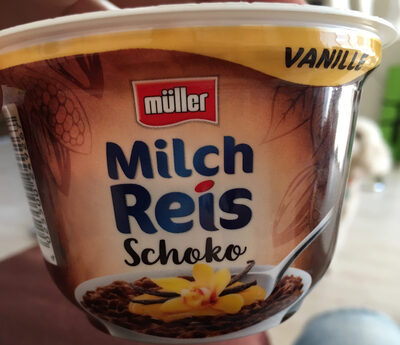 VANILLE
müller
Milch
Reis
Schoko